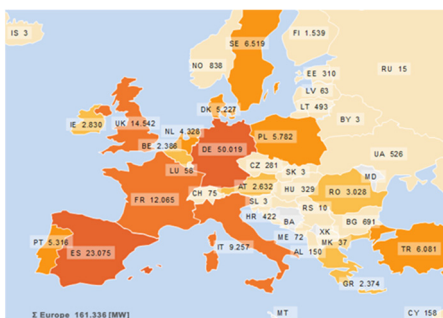 IS 3
FI 1.539
SE 6.519
NO 838
RU 15
EE 310
LV 63
LT 493
DK 5.227
BY 3
IE 2.830
UK 14.542
NL 4.328
BE 2.386
DE 50.019
PL 5.782
UA 526
LU 58
CZ 281
SK 3
MD
FR 12.065
CH 75
AT 2.632
HU 329
RO 3.028
SL 3
HR 422
RS 10
BA
BG 691
PT 5.316
ES 23.075
IT 9.257
ME 72
XK
MK 37
AL 150
TR 6.081
GR 2.374
Σ Europe 161.336 [MW]
MT
CY 158